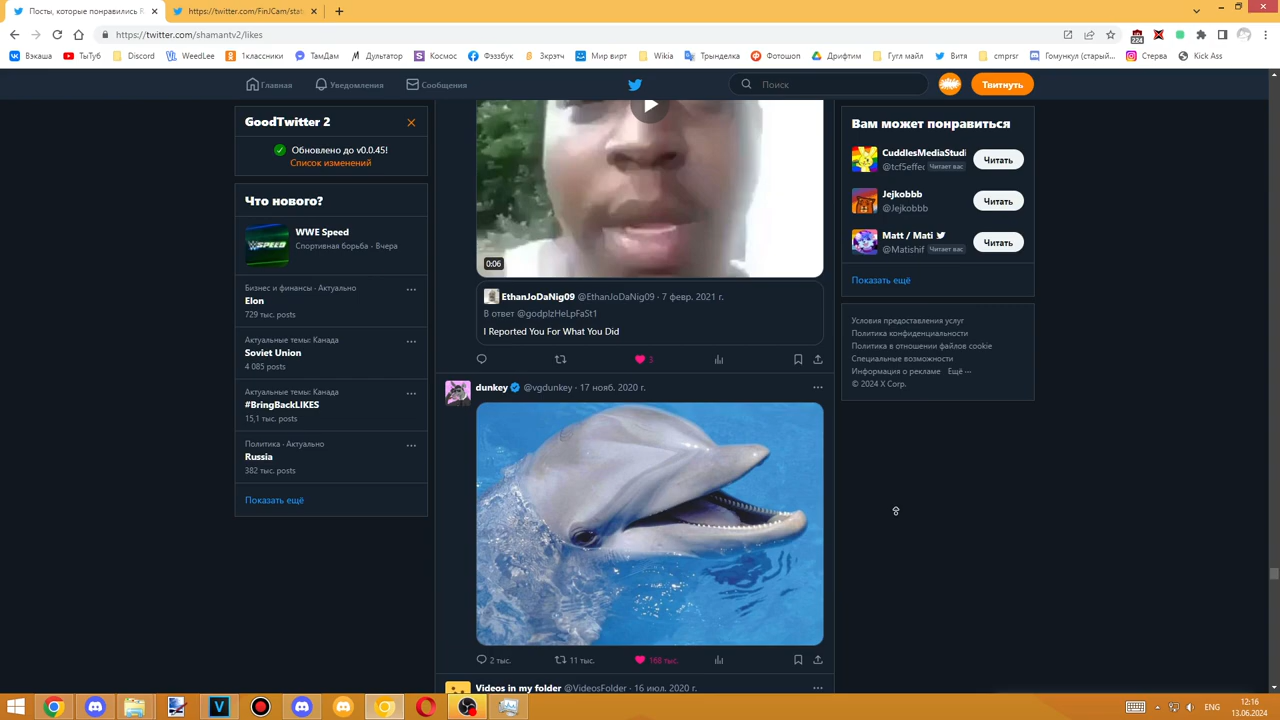 Посты, которые понравились R
https://twitter.com/FinJCam/stat
https://twitter.com/shamantv2/likes
224
Вэкаша
ТыТуб
Discord
WeedLee
1классники
ТамДам
Дультатор
Космос
Фэззбук
Ззкрэтч
Мир вирт
Wikia
Трынделка
Фотошоп
Дрифтим
Гугл майл
Витя
cmprsr
Гомункул (старый...
Стерва
Kick Ass
Главная
Уведомления
Сообщения
Поиск
Твитнуть
GoodTwitter 2
Обновлено до v0.0.45!
Список изменений
Что нового?
WWE Speed
Спортивная борьба · Вчера
Бизнес и финансы · Актуально
Elon
729 тыс. posts
Актуальные темы: Канада
Soviet Union
4 085 posts
Актуальные темы: Канада
#BringBackLIKES
15,1 тыс. posts
Политика · Актуально
Russia
382 тыс. posts
Показать ещё
0:06
EthanJoDaNig09 @EthanJoDaNig09 · 7 февр. 2021 г.
В ответ @godplzHeLpFaSt1
I Reported You For What You Did
3
dunkey @vgdunkey · 17 нояб. 2020 г.
2 тыс.
11 тыс.
168 тыс.
Videos in my folder @VideosFolder · 16 июл. 2020 г.
Вам может понравиться
CuddlesMediaStudi
@tcf5effec Читает вас
Читать
Jejkobbb
@Jejkobbb
Читать
Matt / Mati
@Matishif Читает вас
Читать
Показать ещё
Условия предоставления услуг
Политика конфиденциальности
Политика в отношении файлов cookie
Специальные возможности
Информация о рекламе Ещё ···
© 2024 X Corp.
ENG
12:16
13.06.2024